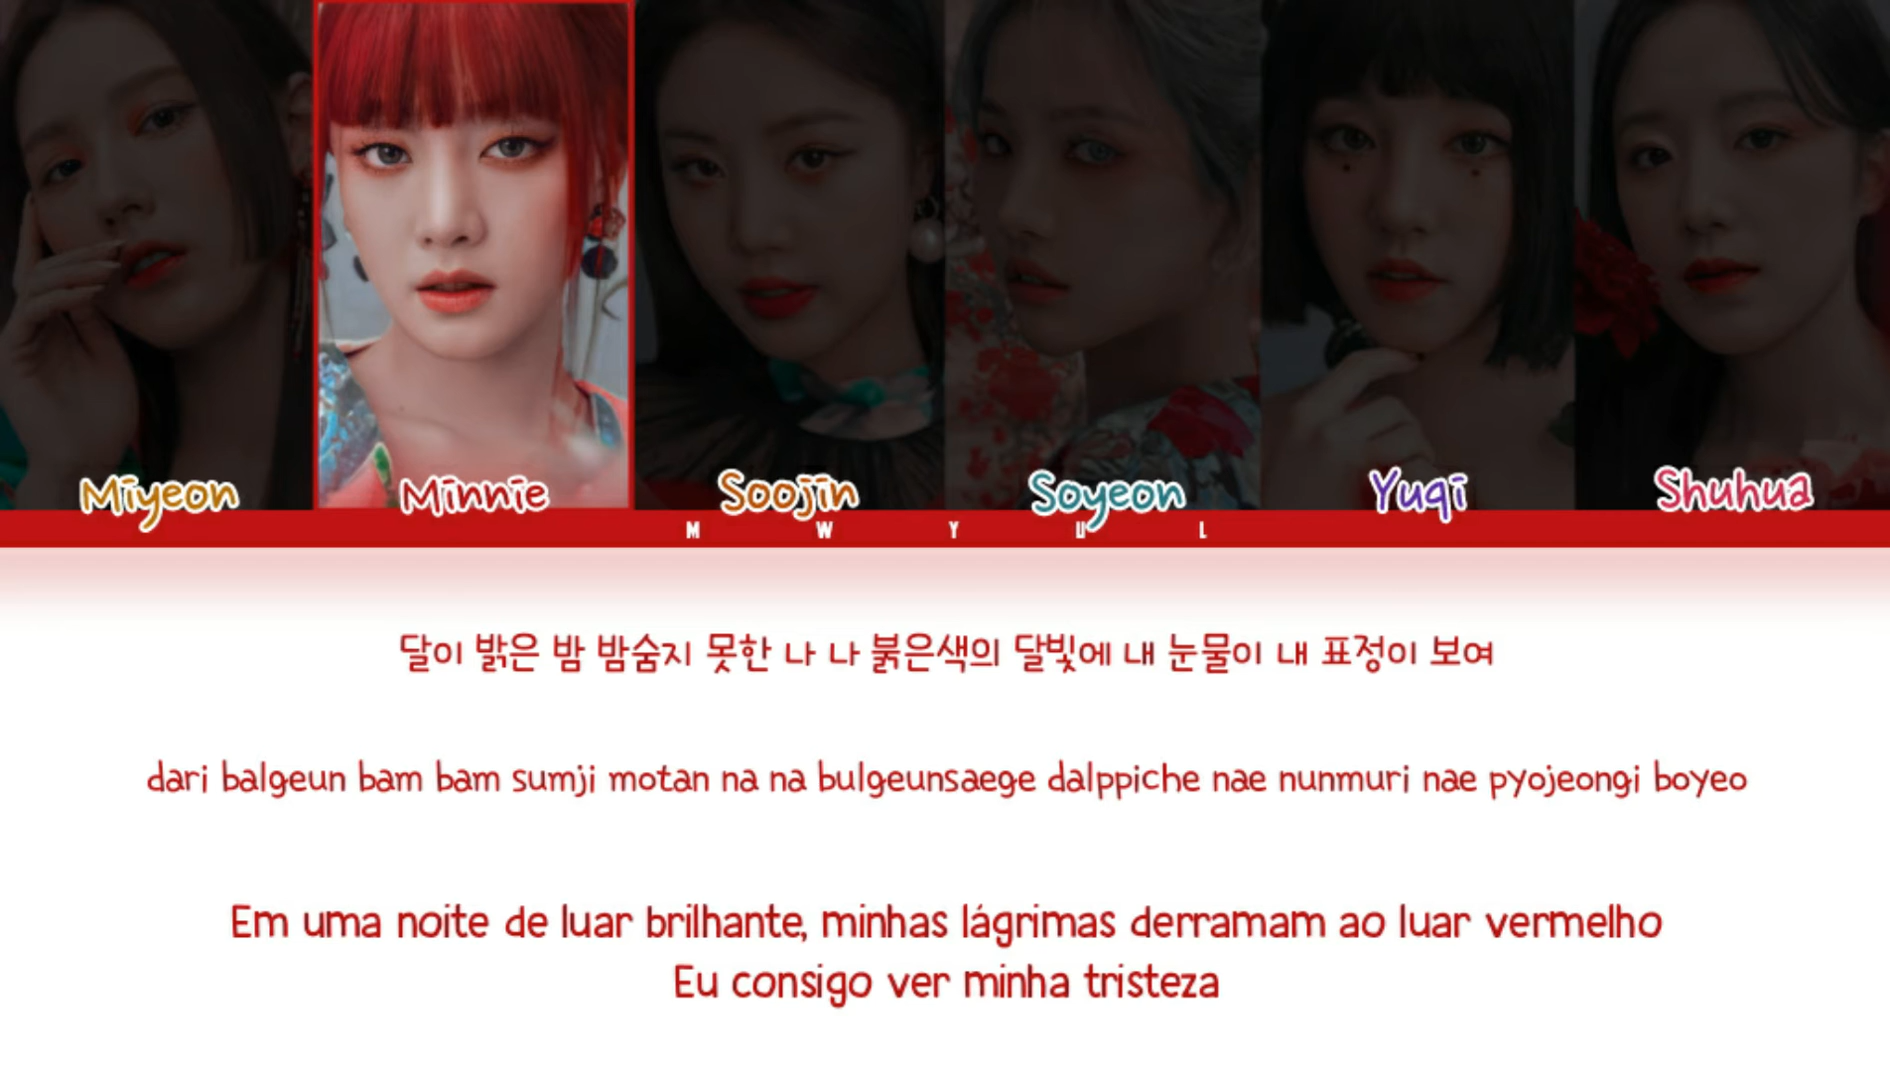 Miyeon Minnie Soojin Soyeon Yuqi Shuhua
M W Y U L
달이 밝은 밤 밤숨지 못한 나 나 붉은색의 달빛에 내 눈물이 내 표정이 보여
dari balgeun bam bam sumji motan na na bulgeunsaege dalppiche nae nunmuri nae pyojeongi boyeo
Em uma noite de luar brilhante, minhas lágrimas derramam ao luar vermelho
Eu consigo ver minha tristeza